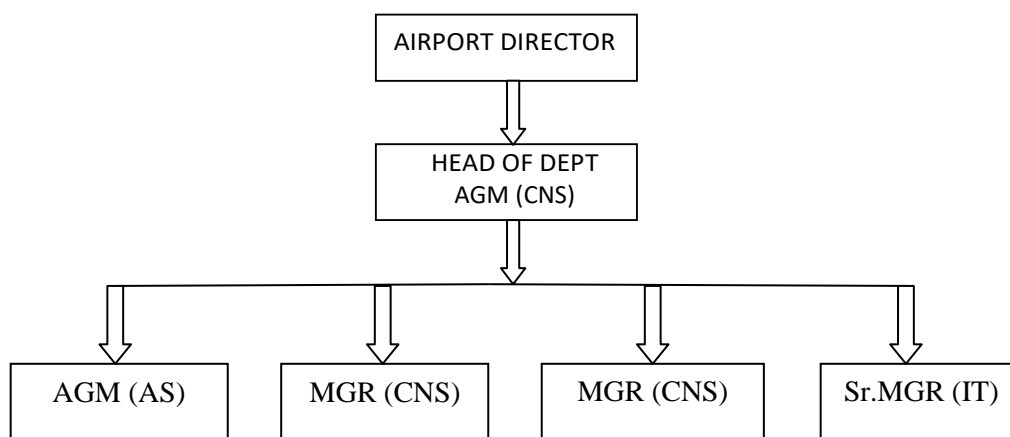 AIRPORT DIRECTOR
HEAD OF DEPT
AGM (CNS)
AGM (AS)
MGR (CNS)
MGR (CNS)
Sr.MGR (IT)